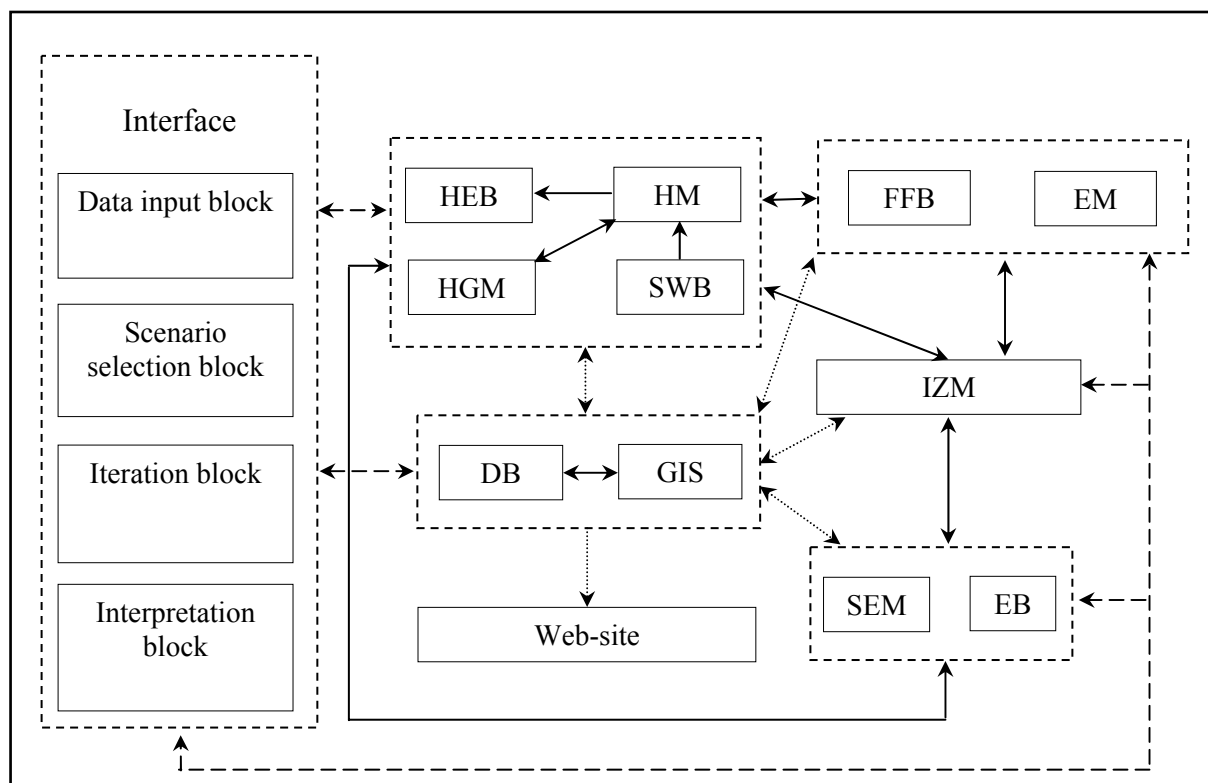 Interface
Data input block
Scenario
selection block
Iteration block
Interpretation
block
HEB
HM
HGM
SWB
FFB
EM
IZM
DB
GIS
SEM
EB
Web-site